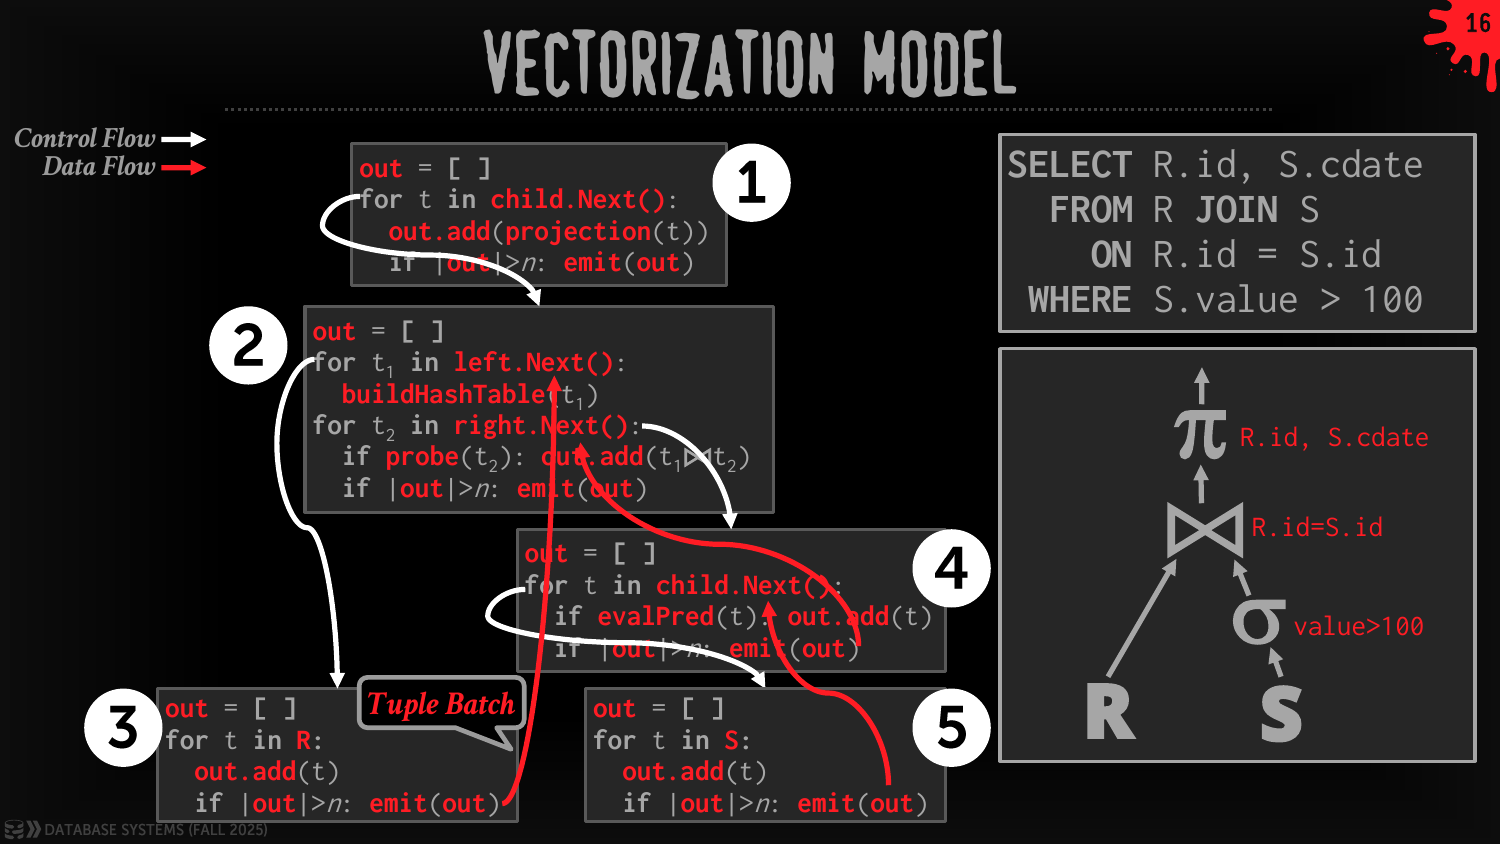 16
VECTORIZATION MODEL
Control Flow
Data Flow
out = [ ]
for t in child.Next():
out.add(projection(t))
if |out|>n: emit(out)
1
2
out = [ ]
for t₁ in left.Next():
buildHashTable(t₁)
for t₂ in right.Next():
if probe(t₂): out.add(t₁⨝t₂)
if |out|>n: emit(out)
4
out = [ ]
for t in child.Next():
if evalPred(t): out.add(t)
if |out|>n: emit(out)
3
out = [ ]
for t in R:
out.add(t)
if |out|>n: emit(out)
Tuple Batch
5
out = [ ]
for t in S:
out.add(t)
if |out|>n: emit(out)
SELECT R.id, S.cdate
FROM R JOIN S
ON R.id = S.id
WHERE S.value > 100
π R.id, S.cdate
⨝ R.id=S.id
σ value>100
R S
DATABASE SYSTEMS (FALL 2025)